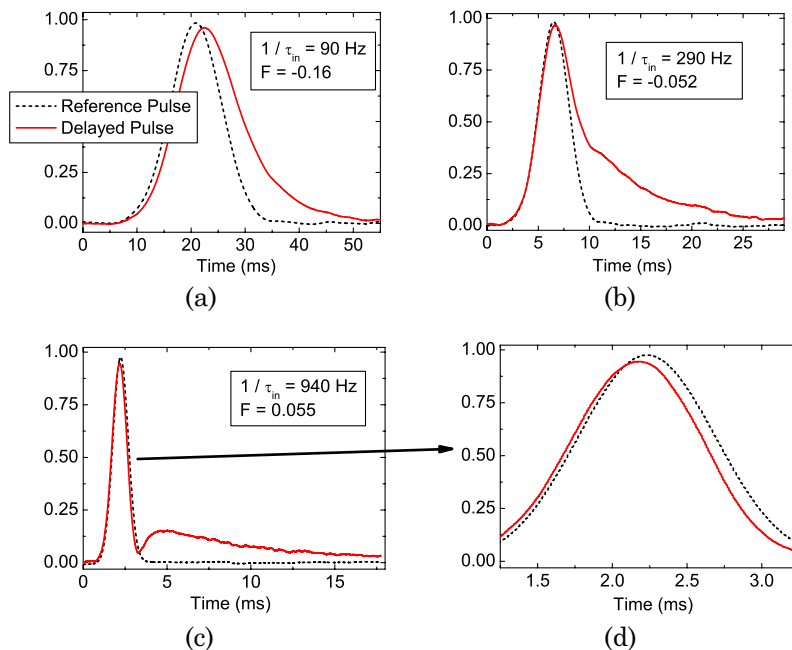 1.00
0.75
0.50
0.25
0.00
1 / τin = 90 Hz
F = -0.16
Reference Pulse
Delayed Pulse
0 10 20 30 40 50
Time (ms)
(a)
1.00
0.75
0.50
0.25
0.00
1 / τin = 290 Hz
F = -0.052
0 5 10 15 20 25
Time (ms)
(b)
1.00
0.75
0.50
0.25
0.00
1 / τin = 940 Hz
F = 0.055
0 5 10 15
Time (ms)
(c)
1.00
0.75
0.50
0.25
0.00
1.5 2.0 2.5 3.0
Time (ms)
(d)